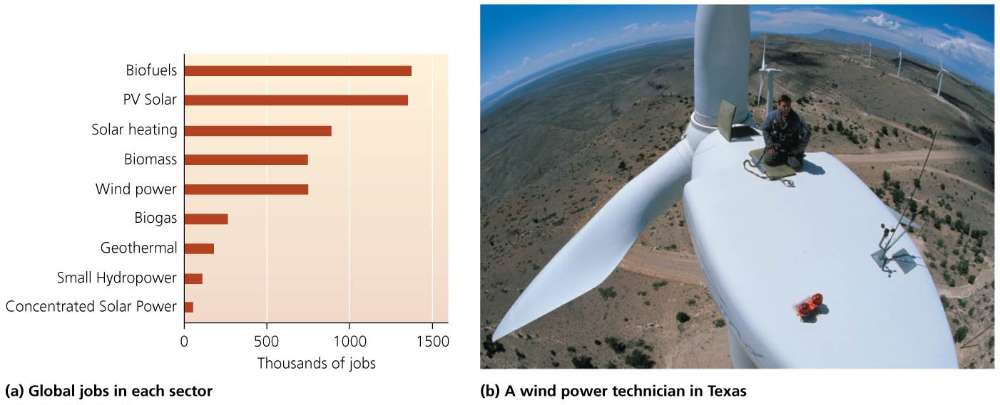 Biofuels
PV Solar
Solar heating
Biomass
Wind power
Biogas
Geothermal
Small Hydropower
Concentrated Solar Power
0 500 1000 1500
Thousands of jobs
(a) Global jobs in each sector
(b) A wind power technician in Texas